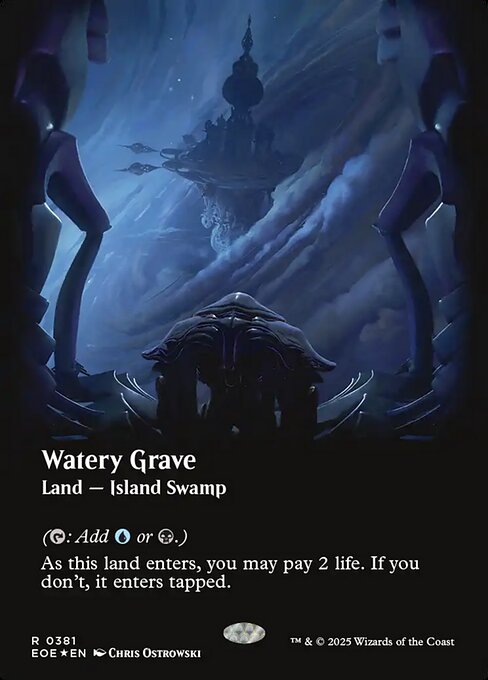 Watery Grave
Land — Island Swamp
(T: Add U or B.)
As this land enters, you may pay 2 life. If you
don't, it enters tapped.
R 0381
EOE★EN Chris Ostrowski
™ & © 2025 Wizards of the Coast